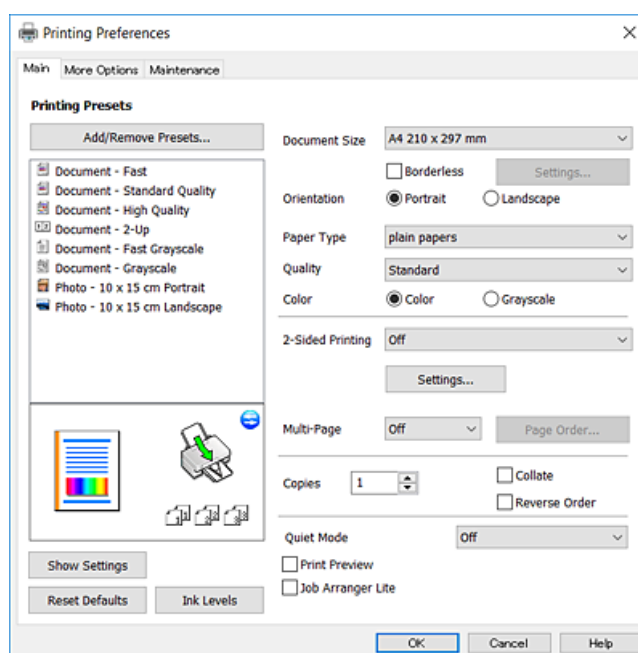 Printing Preferences
Main More Options Maintenance
Printing Presets
Add/Remove Presets...
Document - Fast
Document - Standard Quality
Document - High Quality
Document - 2-Up
Document - Fast Grayscale
Document - Grayscale
Photo - 10 x 15 cm Portrait
Photo - 10 x 15 cm Landscape
Show Settings
Reset Defaults Ink Levels
Document Size A4 210 x 297 mm
Borderless Settings...
Orientation Portrait Landscape
Paper Type plain papers
Quality Standard
Color Color Grayscale
2-Sided Printing Off
Settings...
Multi-Page Off Page Order...
Copies 1 Collate
Reverse Order
Quiet Mode Off
Print Preview
Job Arranger Lite
OK Cancel Help